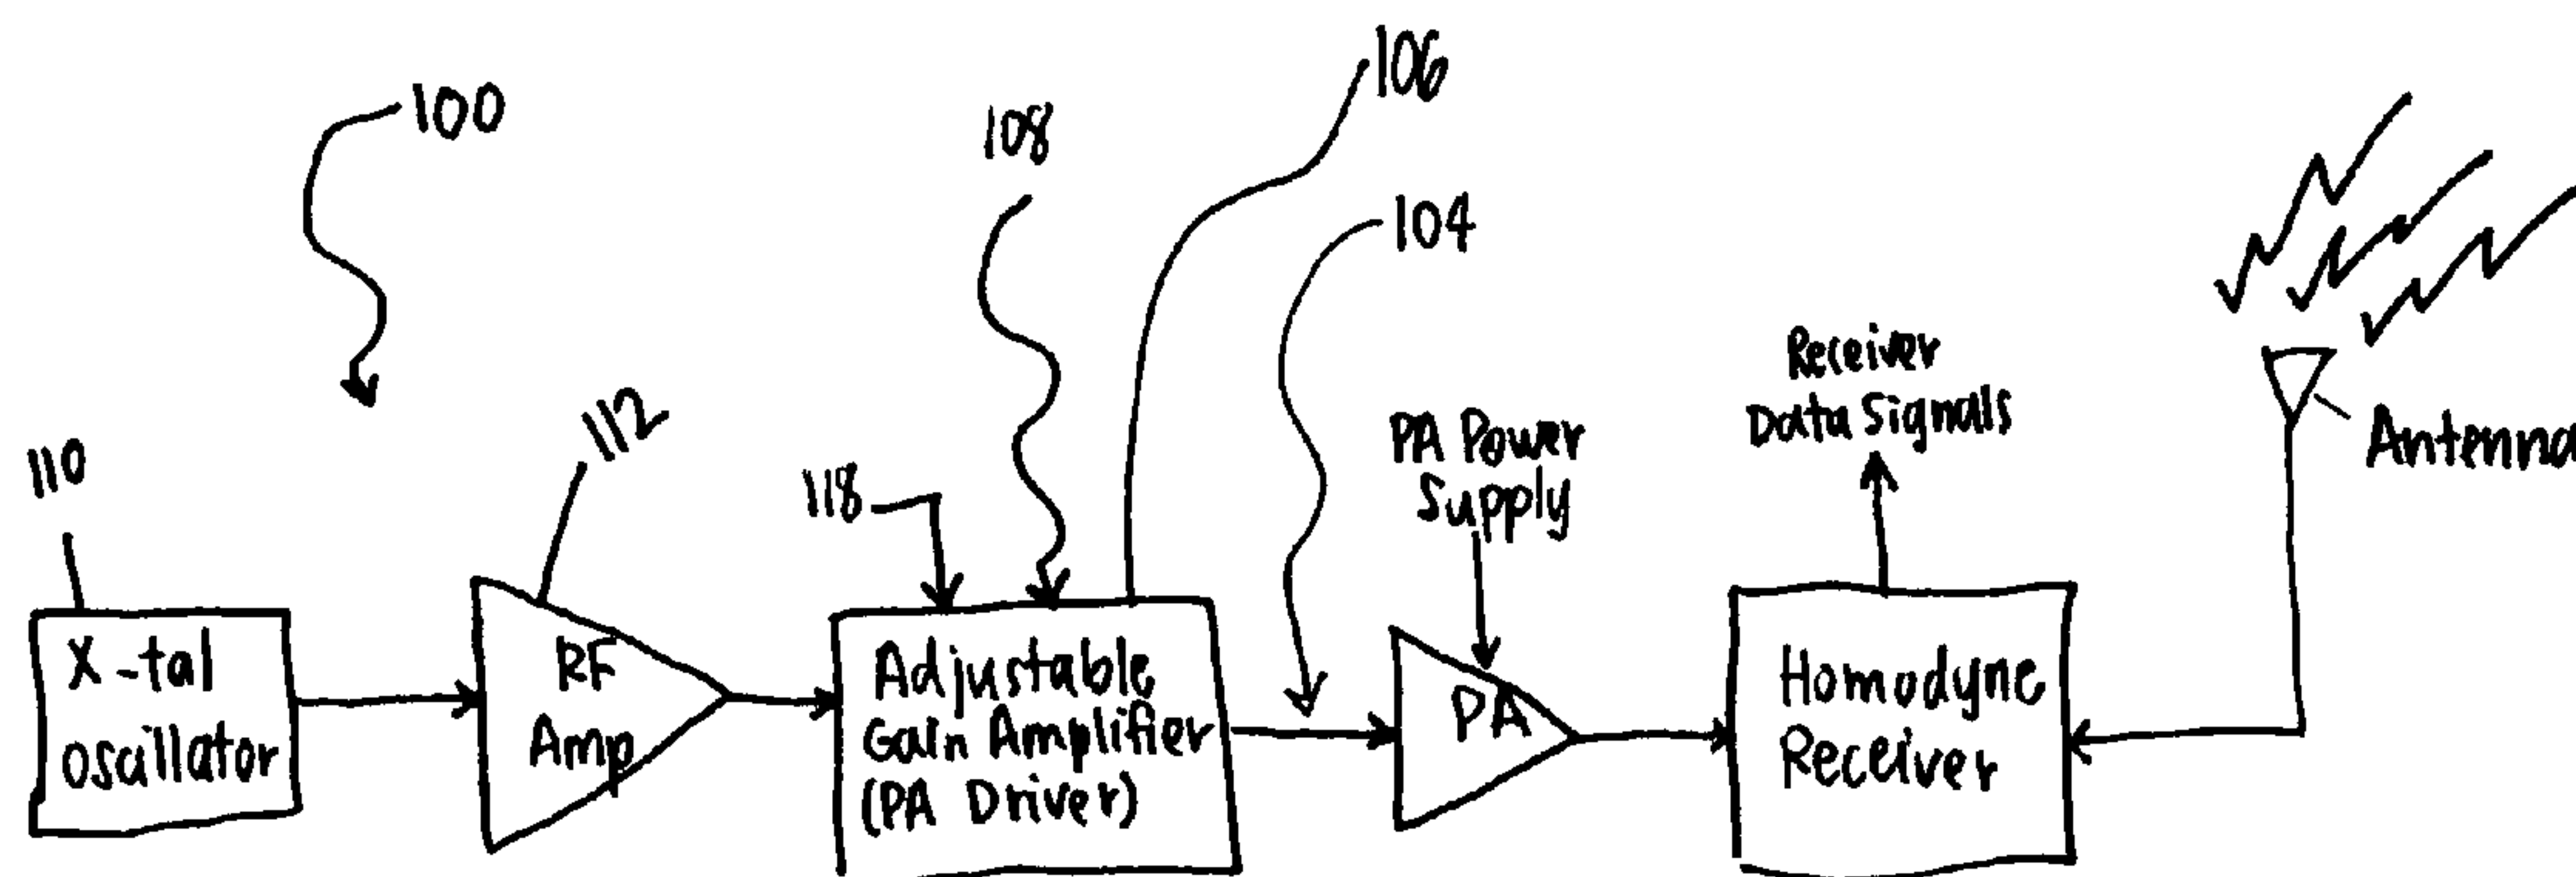 100
108
106
104
110
112
118
PA Power
Supply
Receiver
Data Signals
Antenna
X-tal
oscillator
RF
Amp
Adjustable
Gain Amplifier
(PA Driver)
PA
Homodyne
Receiver